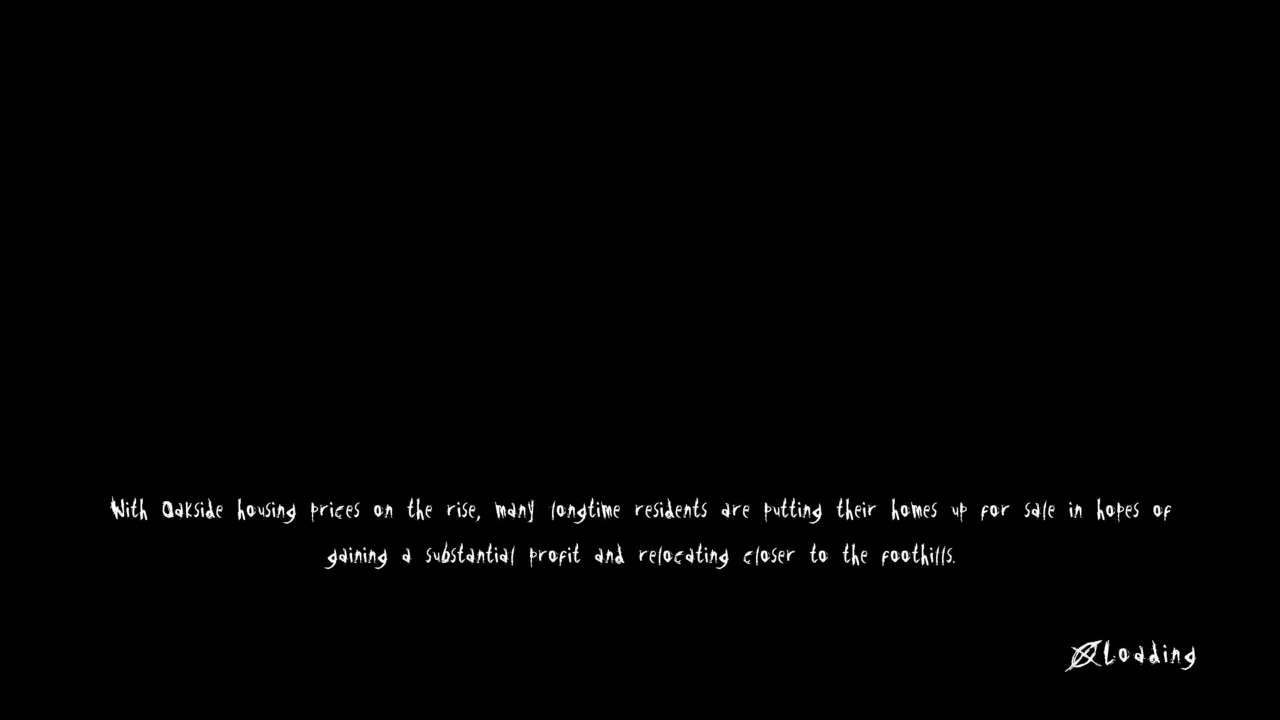 With Oakside housing prices on the rise, many longtime residents are putting their homes up for sale in hopes of
gaining a substantial profit and relocating closer to the foothills.
Loading